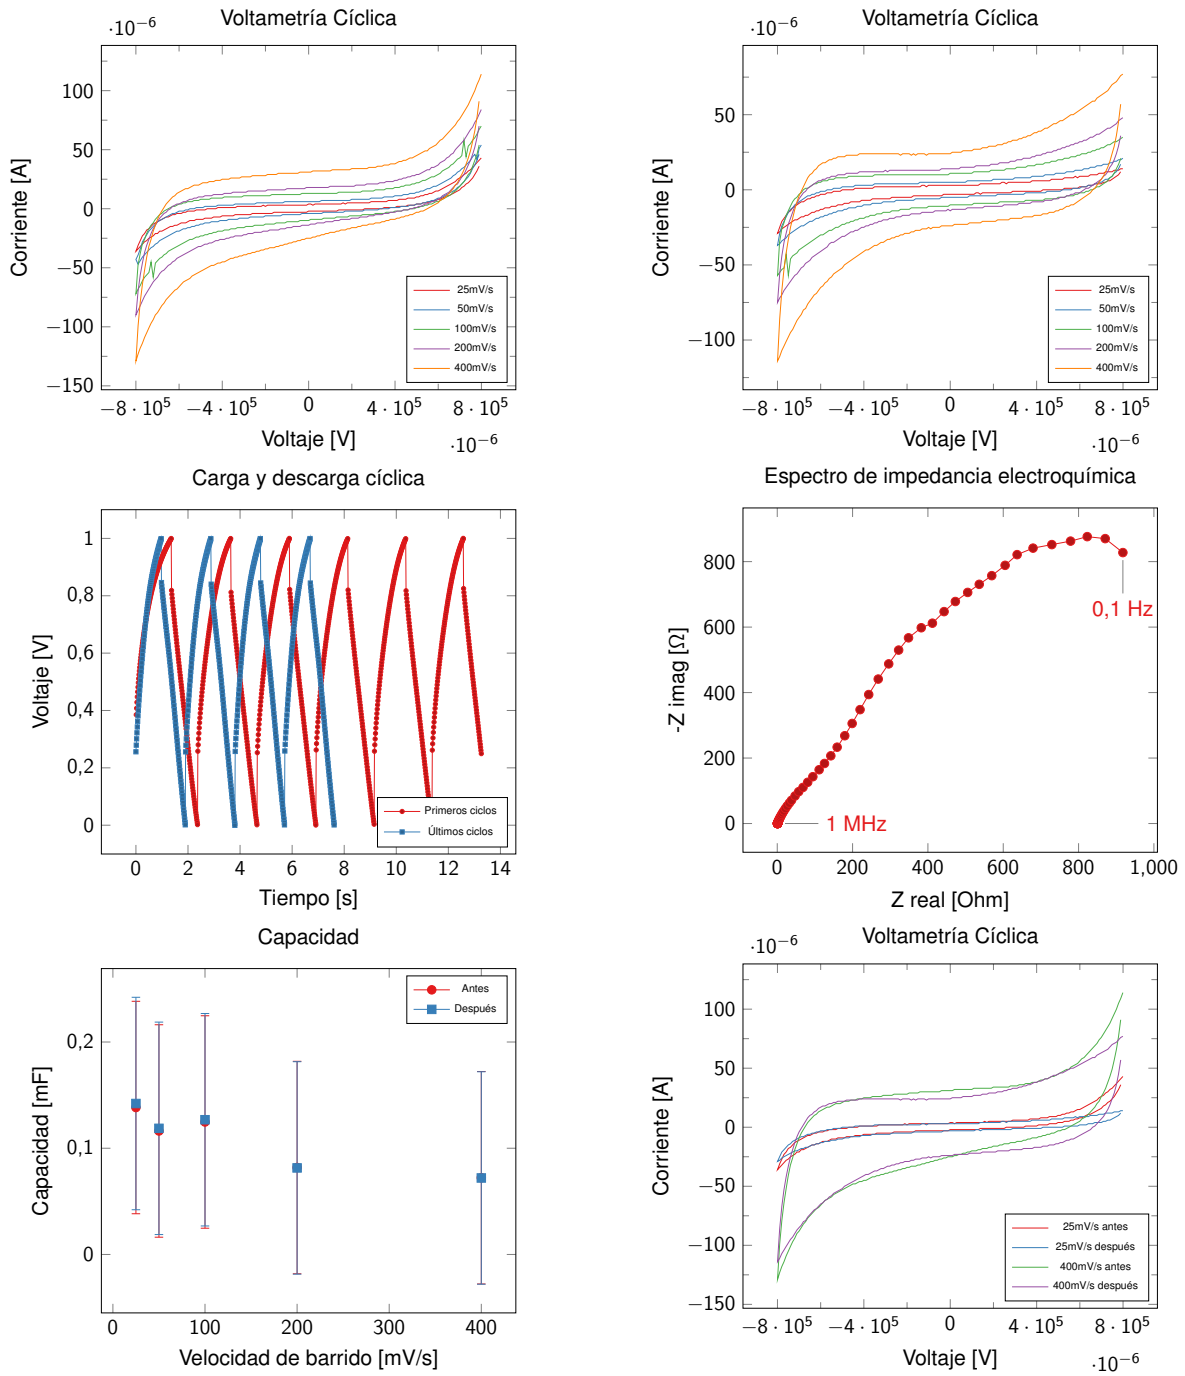 Voltametría Cíclica
·10⁻⁶
100
50
0
−50
−100
−150
Corriente [A]
25mV/s
50mV/s
100mV/s
200mV/s
400mV/s
−8 · 10⁵ −4 · 10⁵ 0 4 · 10⁵ 8 · 10⁵
Voltaje [V]
·10⁻⁶
Voltametría Cíclica
·10⁻⁶
50
0
−50
−100
Corriente [A]
25mV/s
50mV/s
100mV/s
200mV/s
400mV/s
−8 · 10⁵ −4 · 10⁵ 0 4 · 10⁵ 8 · 10⁵
Voltaje [V]
·10⁻⁶
Carga y descarga cíclica
1
0,8
0,6
0,4
0,2
0
Voltaje [V]
Primeros ciclos
Últimos ciclos
0 2 4 6 8 10 12 14
Tiempo [s]
Espectro de impedancia electroquímica
800
600
400
200
0
-Z imag [Ω]
0,1 Hz
1 MHz
0 200 400 600 800 1,000
Z real [Ohm]
Capacidad
0,2
0,1
0
Capacidad [mF]
Antes
Después
0 100 200 300 400
Velocidad de barrido [mV/s]
Voltametría Cíclica
·10⁻⁶
100
50
0
−50
−100
−150
Corriente [A]
25mV/s antes
25mV/s después
400mV/s antes
400mV/s después
−8 · 10⁵ −4 · 10⁵ 0 4 · 10⁵ 8 · 10⁵
Voltaje [V]
·10⁻⁶